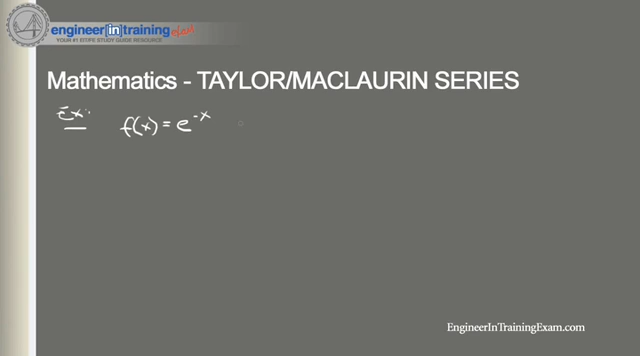 engineer[in]training exam
YOUR #1 EIT/FE STUDY GUIDE RESOURCE
Mathematics - TAYLOR/MACLAURIN SERIES
Ex:
f(x) = e^-x
EngineerInTrainingExam.com